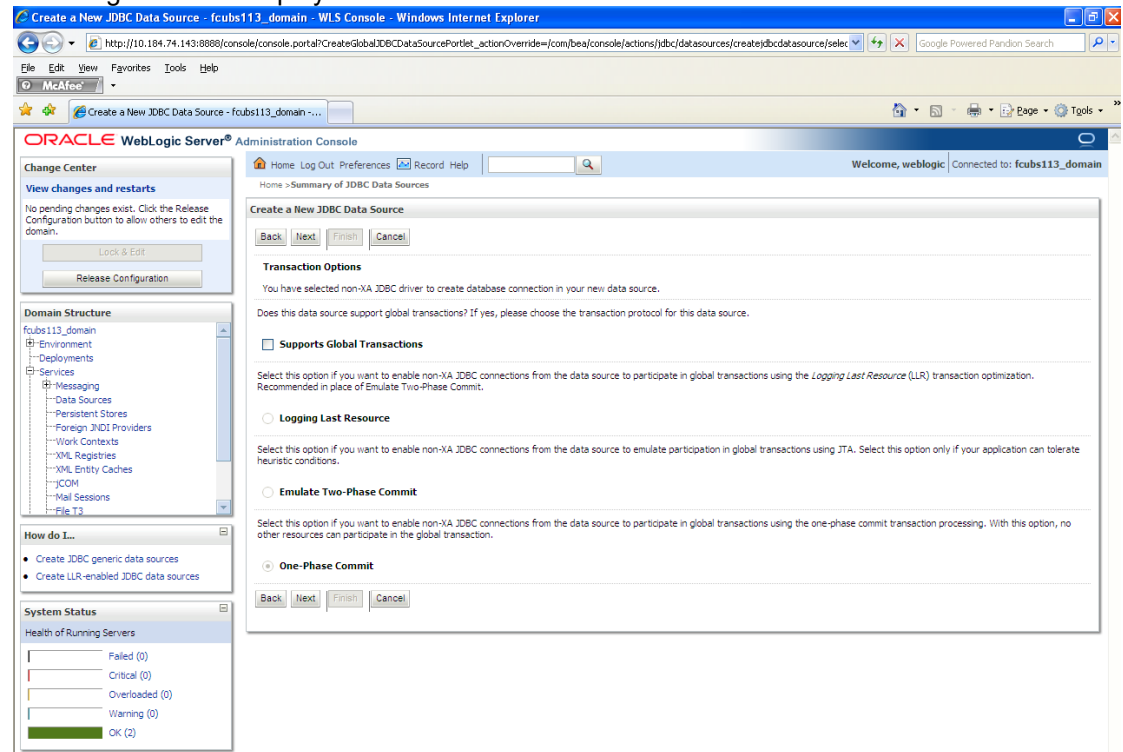 Create a New JDBC Data Source - fcubs113_domain - WLS Console - Windows Internet Explorer
http://10.184.74.143:8888/console/console.portal?CreateGlobalJDBCDataSourcePortlet_actionOverride=/com/bea/console/actions/jdbc/datasources/createjdbcdatasource/selec
Google Powered Pandion Search
File Edit View Favorites Tools Help
McAfee
Create a New JDBC Data Source - fcubs113_domain -...
Page Tools
ORACLE WebLogic Server® Administration Console
Change Center
View changes and restarts
No pending changes exist. Click the Release
Configuration button to allow others to edit the
domain.
Lock & Edit
Release Configuration
Domain Structure
fcubs113_domain
Environment
Deployments
Services
Messaging
Data Sources
Persistent Stores
Foreign JNDI Providers
Work Contexts
XML Registries
XML Entity Caches
jCOM
Mail Sessions
File T3
How do I...
Create JDBC generic data sources
Create LLR-enabled JDBC data sources
System Status
Health of Running Servers
Failed (0)
Critical (0)
Overloaded (0)
Warning (0)
OK (2)
Home Log Out Preferences Record Help
Welcome, weblogic Connected to: fcubs113_domain
Home >Summary of JDBC Data Sources
Create a New JDBC Data Source
Back Next Finish Cancel
Transaction Options
You have selected non-XA JDBC driver to create database connection in your new data source.
Does this data source support global transactions? If yes, please choose the transaction protocol for this data source.
Supports Global Transactions
Select this option if you want to enable non-XA JDBC connections from the data source to participate in global transactions using the Logging Last Resource (LLR) transaction optimization.
Recommended in place of Emulate Two-Phase Commit.
Logging Last Resource
Select this option if you want to enable non-XA JDBC connections from the data source to emulate participation in global transactions using JTA. Select this option only if your application can tolerate
heuristic conditions.
Emulate Two-Phase Commit
Select this option if you want to enable non-XA JDBC connections from the data source to participate in global transactions using the one-phase commit transaction processing. With this option, no
other resources can participate in the global transaction.
One-Phase Commit
Back Next Finish Cancel